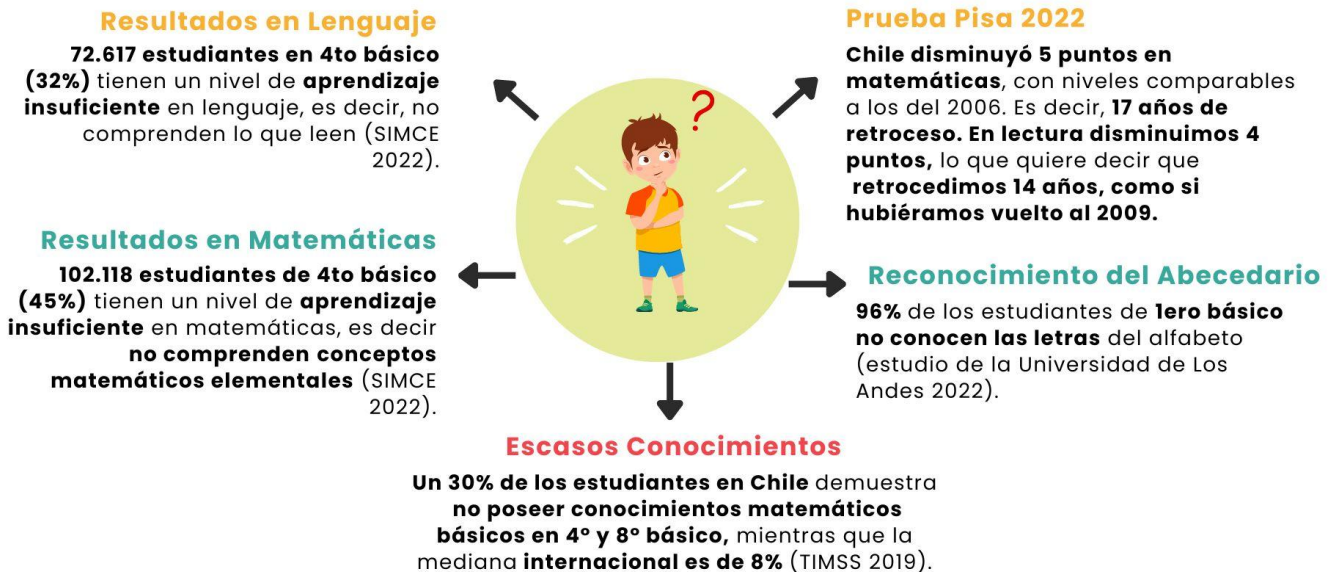 Resultados en Lenguaje
72.617 estudiantes en 4to básico
(32%) tienen un nivel de aprendizaje
insuficiente en lenguaje, es decir, no
comprenden lo que leen (SIMCE
2022).
Resultados en Matemáticas
102.118 estudiantes de 4to básico
(45%) tienen un nivel de aprendizaje
insuficiente en matemáticas, es decir
no comprenden conceptos
matemáticos elementales (SIMCE
2022).
?
Prueba Pisa 2022
Chile disminuyó 5 puntos en
matemáticas, con niveles comparables
a los del 2006. Es decir, 17 años de
retroceso. En lectura disminuimos 4
puntos, lo que quiere decir que
retrocedimos 14 años, como si
hubiéramos vuelto al 2009.
Reconocimiento del Abecedario
96% de los estudiantes de 1ero básico
no conocen las letras del alfabeto
(estudio de la Universidad de Los
Andes 2022).
Escasos Conocimientos
Un 30% de los estudiantes en Chile demuestra
no poseer conocimientos matemáticos
básicos en 4° y 8° básico, mientras que la
mediana internacional es de 8% (TIMSS 2019).